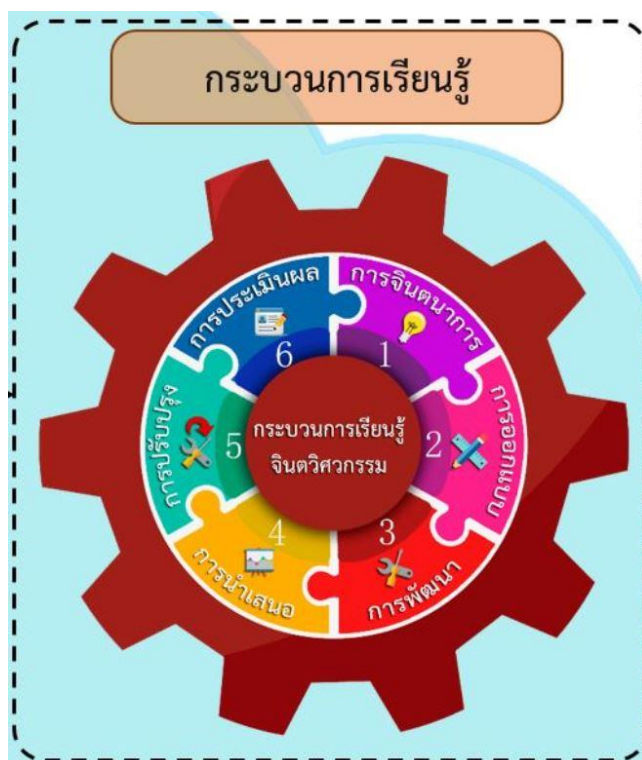 กระบวนการเรียนรู้
การจินตนาการ
1
การออกแบบ
2
การพัฒนา
3
การนำเสนอ
4
การปรับปรุง
5
การประเมินผล
6
กระบวนการเรียนรู้
จินตวิศวกรรม